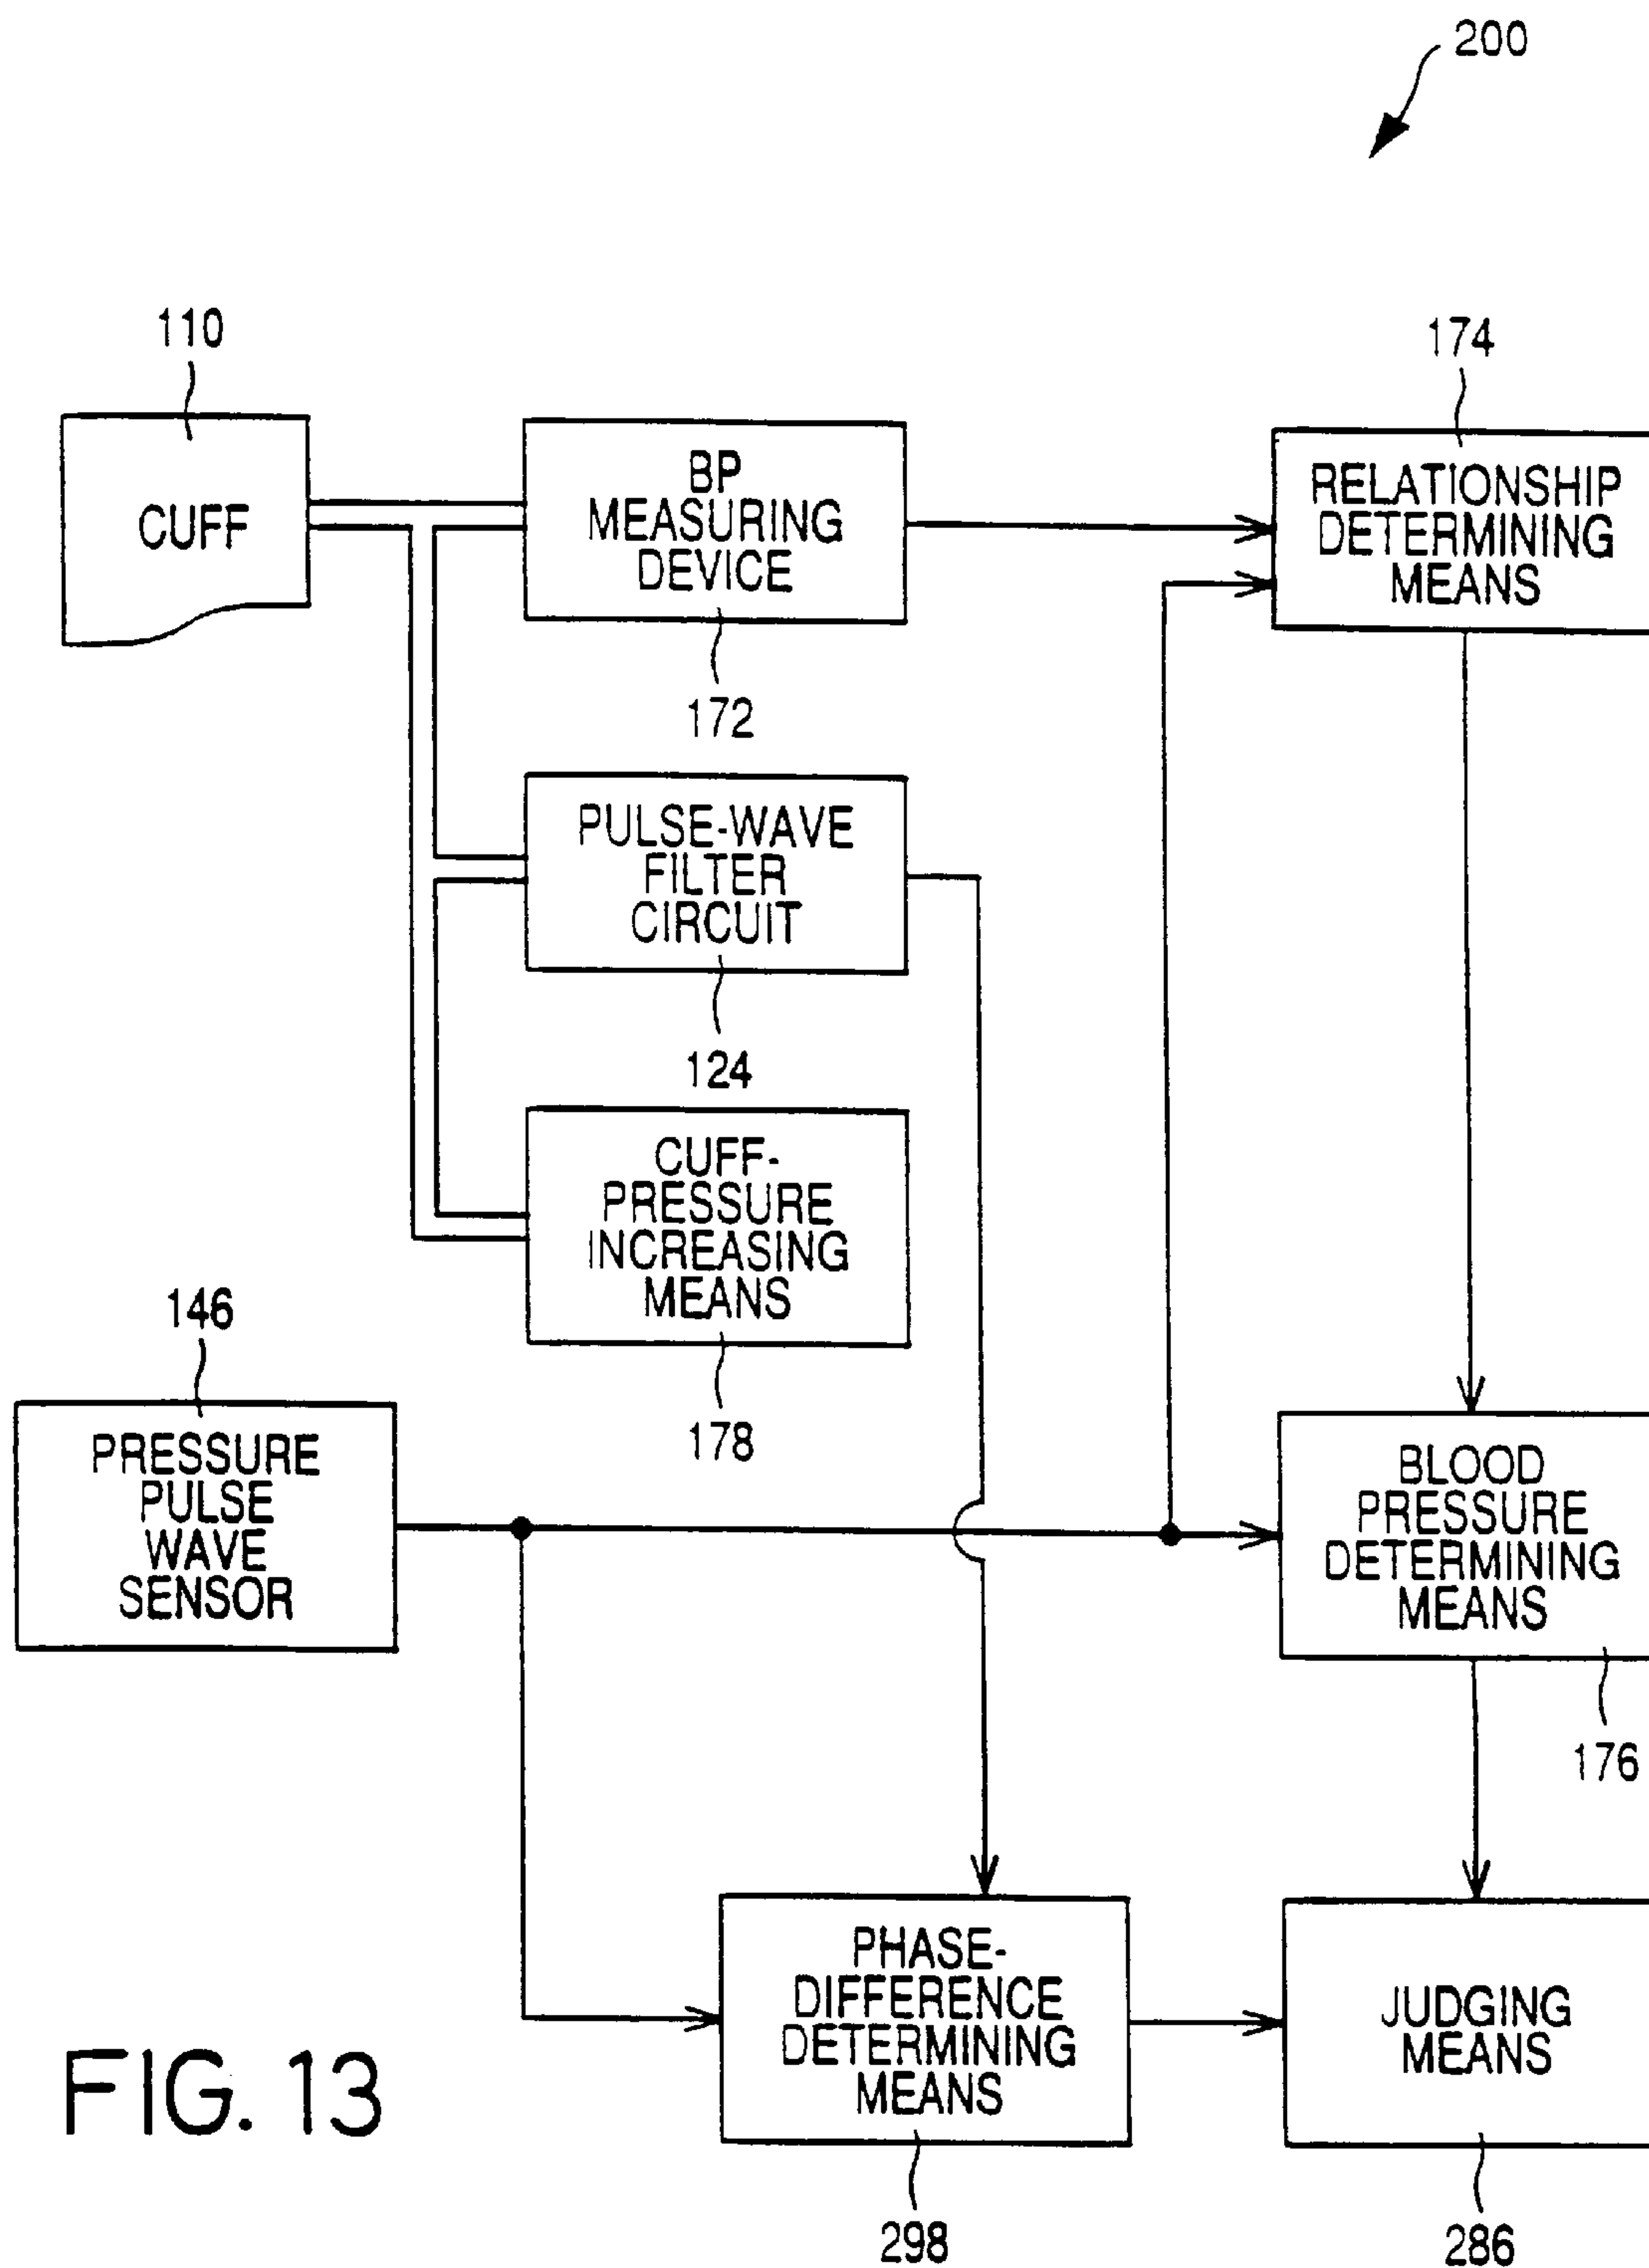 200
110
CUFF
BP
MEASURING
DEVICE
172
174
RELATIONSHIP
DETERMINING
MEANS
PULSE-WAVE
FILTER
CIRCUIT
124
CUFF-
PRESSURE
INCREASING
MEANS
178
146
PRESSURE
PULSE
WAVE
SENSOR
BLOOD
PRESSURE
DETERMINING
MEANS
176
PHASE-
DIFFERENCE
DETERMINING
MEANS
298
JUDGING
MEANS
286
FIG. 13